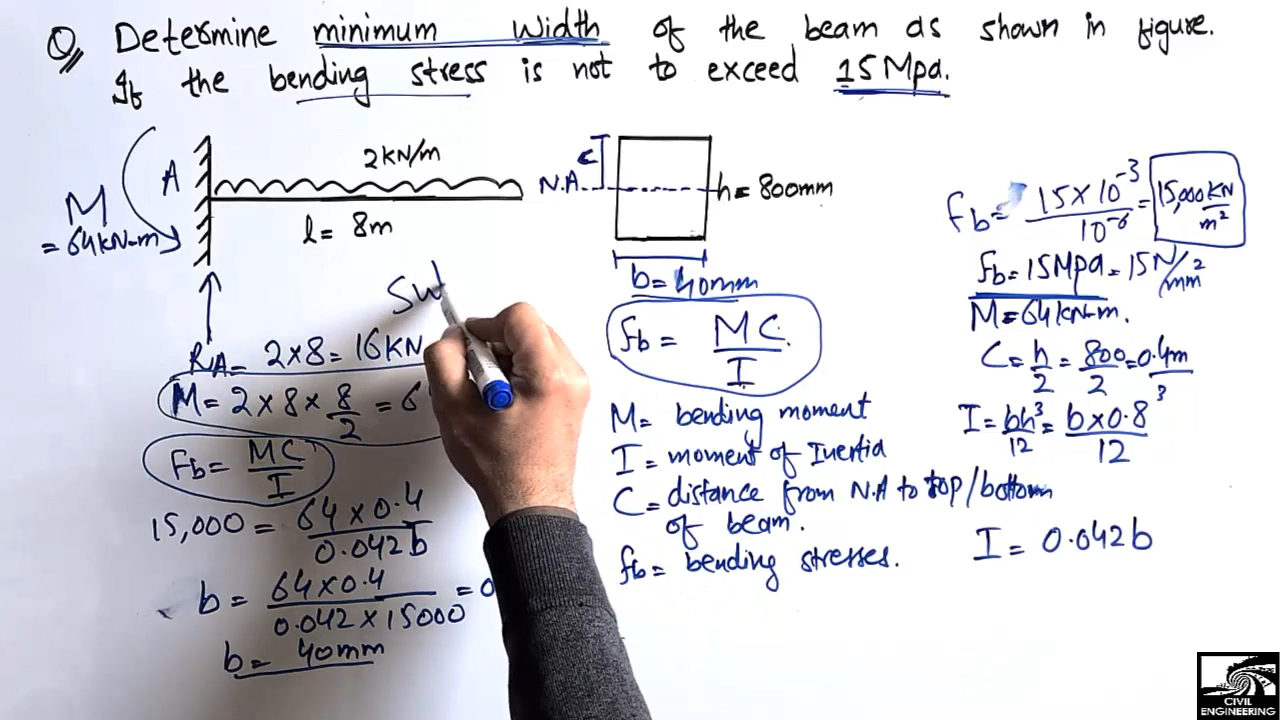 Q, Determine minimum width of the beam as shown in figure.
If the bending stress is not to exceed 15Mpa.
2KN/m
A
M
= 64KN-m
l = 8m
RA = 2×8 = 16KN
M = 2×8×8/2 = 6
Fb = MC/I
15,000 = 64×0.4/0.042b
b = 64×0.4/0.042×15000 = 0
b = 40mm
SW
C
N.A
h = 800mm
b = 40mm
fb = MC/I
M = bending moment
I = moment of Inertia
C = distance from N.A to top/bottom
of beam.
fb = bending stresses.
fb = 15×10⁻³/10⁻⁶ = 15,000 KN/m²
fb = 15Mpa = 15N/mm²
M = 64kN-m.
C = h/2 = 800/2 = 0.4m
I = bh³/12 = b×0.8³/12
I = 0.042b
CIVIL
ENGINEERING